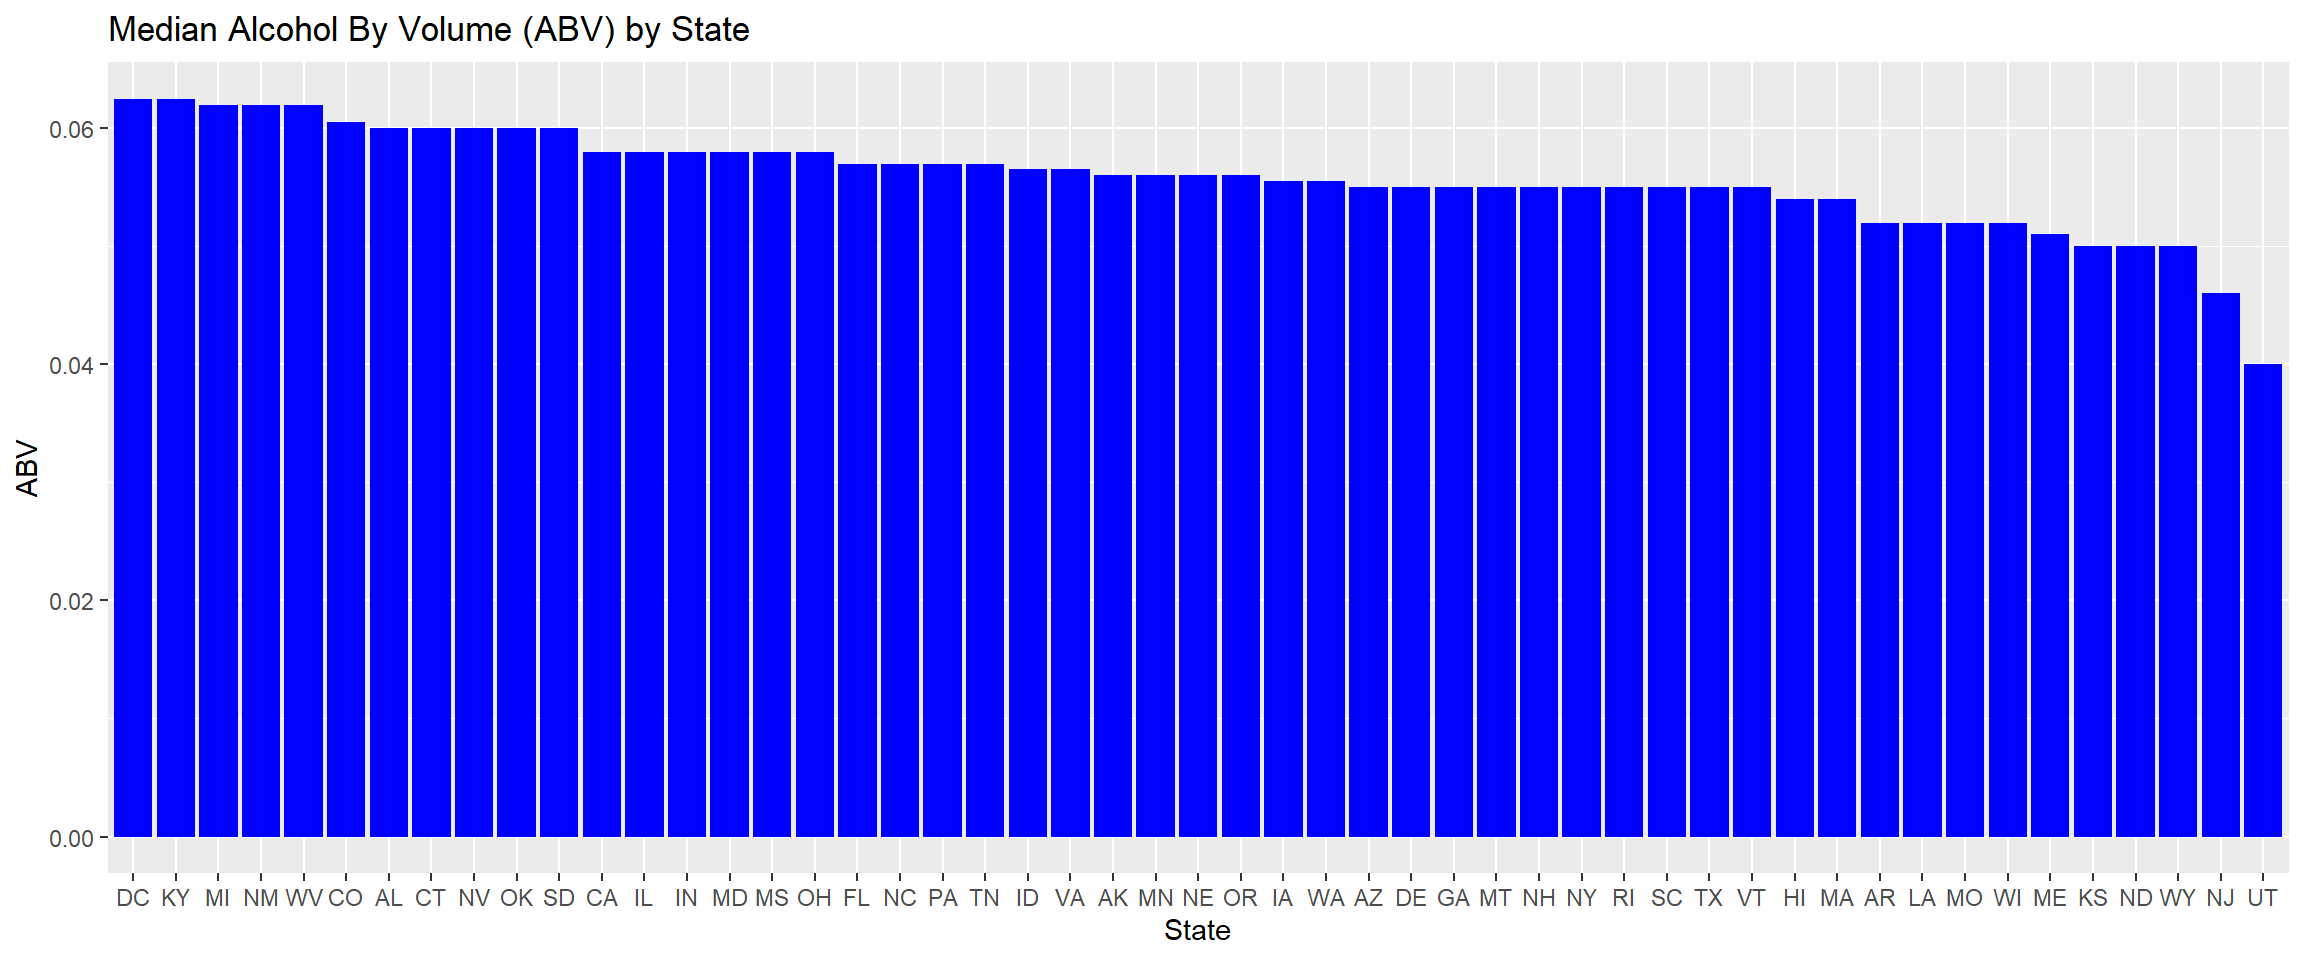 Median Alcohol By Volume (ABV) by State
0.06
0.04
0.02
0.00
ABV
DC KY MI NM WV CO AL CT NV OK SD CA IL IN MD MS OH FL NC PA TN ID VA AK MN NE OR IA WA AZ DE GA MT NH NY RI SC TX VT HI MA AR LA MO WI ME KS ND WY NJ UT
State